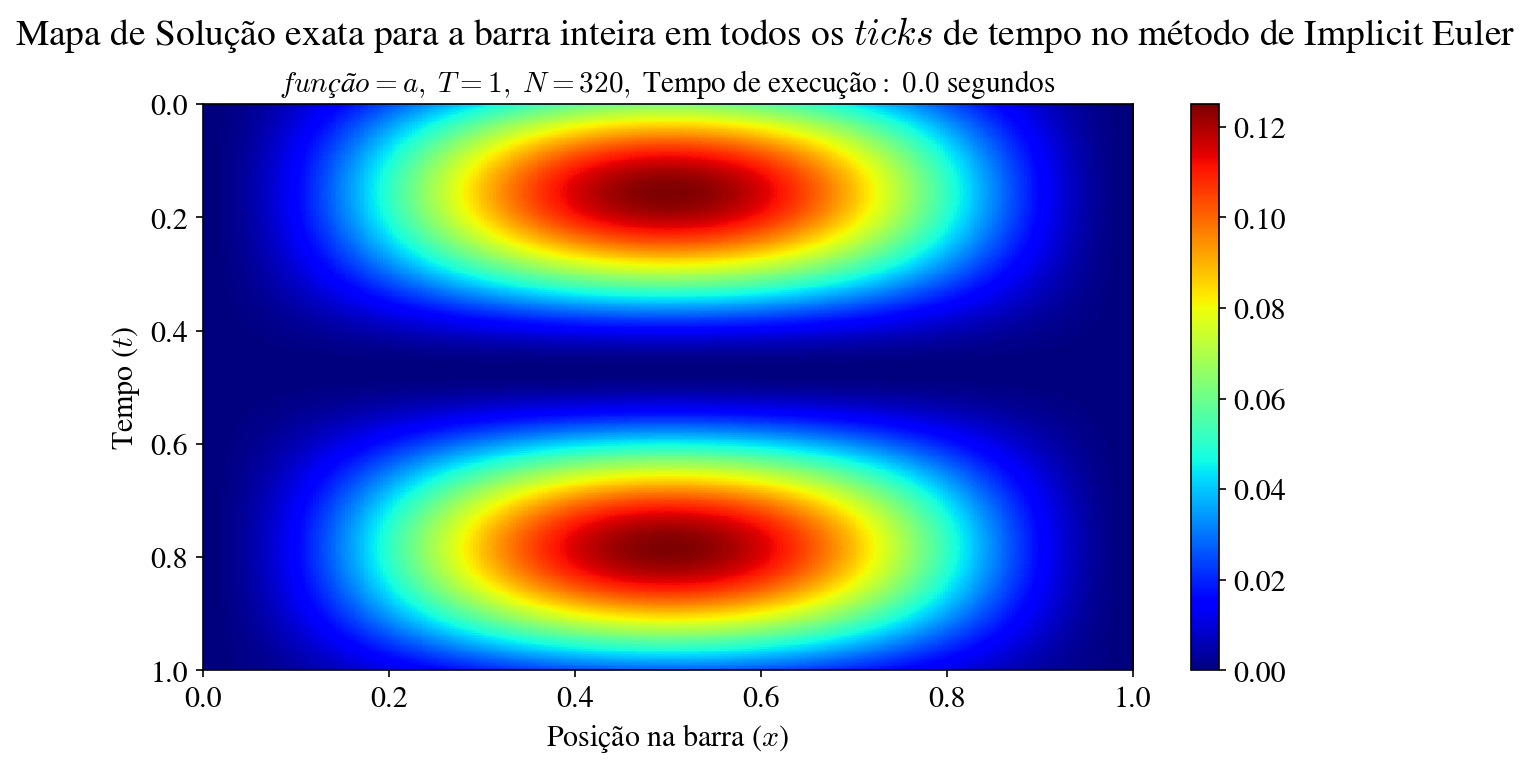 Mapa de Solução exata para a barra inteira em todos os ticks de tempo no método de Implicit Euler
função = a, T = 1, N = 320, Tempo de execução : 0.0 segundos
0.0
0.2
0.4
0.6
0.8
1.0
Tempo (t)
0.0 0.2 0.4 0.6 0.8 1.0
Posição na barra (x)
0.12
0.10
0.08
0.06
0.04
0.02
0.00